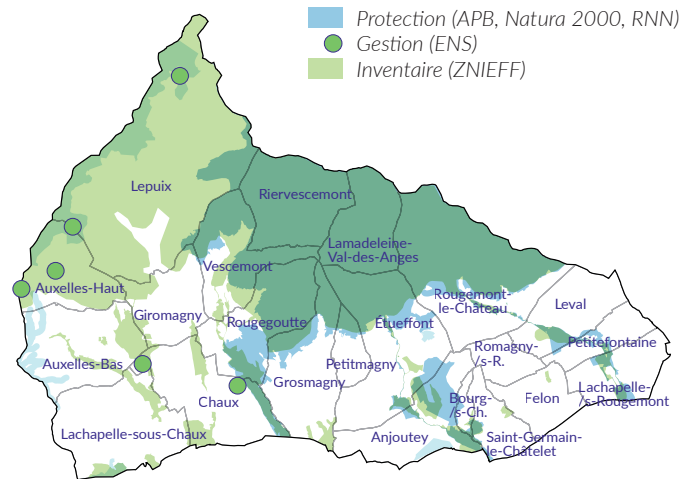 Protection (APB, Natura 2000, RNN)
Gestion (ENS)
Inventaire (ZNIEFF)
Lepuix
Riervescemont
Lamadeleine-
Val-des-Anges
Vescemont
Auxelles-Haut
Rougemont-
le-Château
Leval
Giromagny
Rougegoutte
Étueffont
Petitefontaine
Romagny-
/s-R.
Auxelles-Bas
Petitmagny
Grosmagny
Lachapelle-
/s-Rougemont
Chaux
Bourg-
/s-Ch.
Felon
Lachapelle-sous-Chaux
Anjoutey
Saint-Germain-
le-Châtelet